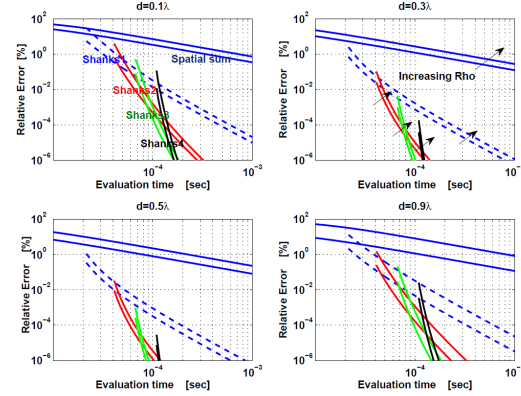 d=0.1λ
Relative Error [%]
10^2
10^0
10^-2
10^-4
10^-6
Shanks1
Spatial sum
Shanks2
Shanks3
Shanks4
10^-4
10^-3
Evaluation time [sec]
d=0.3λ
Relative Error [%]
10^2
10^0
10^-2
10^-4
10^-6
Increasing Rho
10^-4
10^-
Evaluation time [sec]
d=0.5λ
Relative Error [%]
10^2
10^0
10^-2
10^-4
10^-6
10^-4
10^-3
Evaluation time [sec]
d=0.9λ
Relative Error [%]
10^2
10^0
10^-2
10^-4
10^-6
10^-4
10^-
Evaluation time [sec]